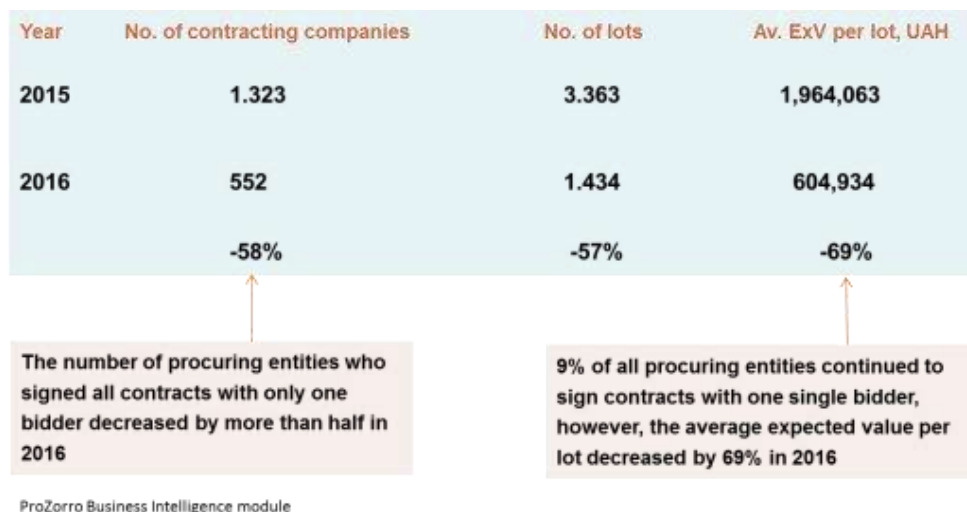 Year No. of contracting companies No. of lots Av. ExV per lot, UAH
2015 1.323 3.363 1,964,063
2016 552 1.434 604,934
-58% -57% -69%
The number of procuring entities who
signed all contracts with only one
bidder decreased by more than half in
2016
9% of all procuring entities continued to
sign contracts with one single bidder,
however, the average expected value per
lot decreased by 69% in 2016
ProZorro Business Intelligence module